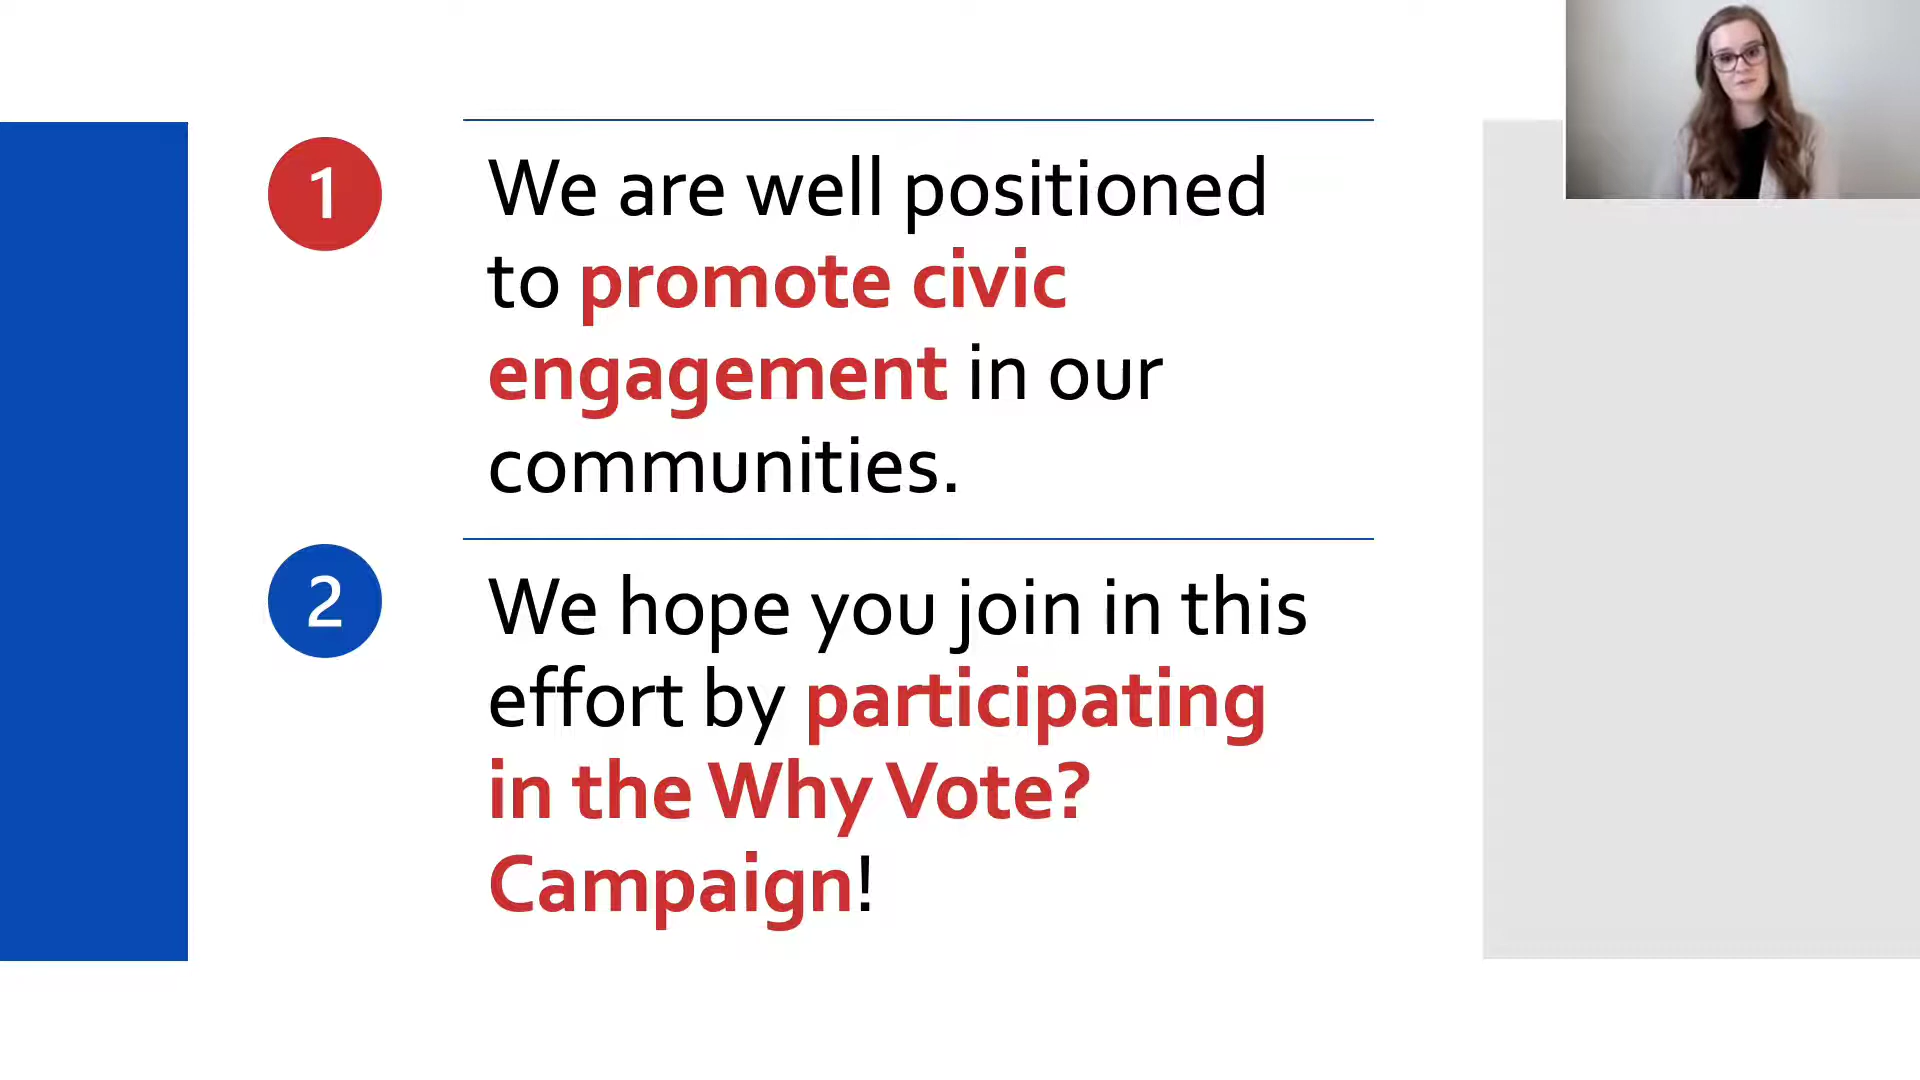 1
We are well positioned
to promote civic
engagement in our
communities.
2
We hope you join in this
effort by participating
in the Why Vote?
Campaign!